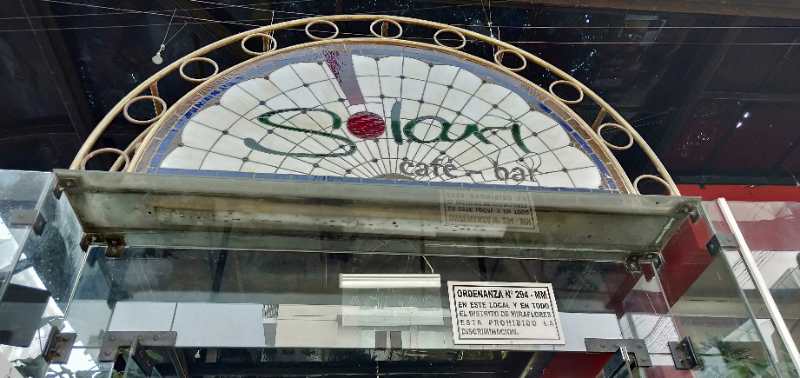 Solari
café - bar
ORDENANZA Nº 294 - MM
EN ESTE LOCAL Y EN TODO
EL DISTRITO DE MIRAFLORES
ESTA PROHIBIDO LA
DISCRIMINACION.